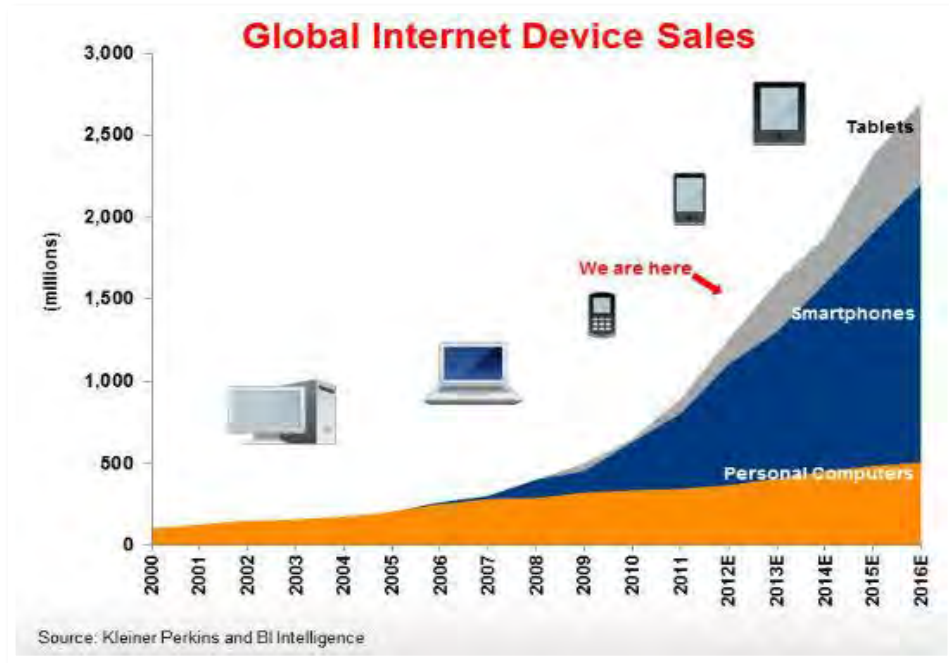 Global Internet Device Sales
3,000
2,500
2,000
1,500
1,000
500
0
(millions)
Tablets
We are here
Smartphones
Personal Computers
2000
2001
2002
2003
2004
2005
2006
2007
2008
2009
2010
2011
2012E
2013E
2014E
2015E
2016E
Source: Kleiner Perkins and BI Intelligence